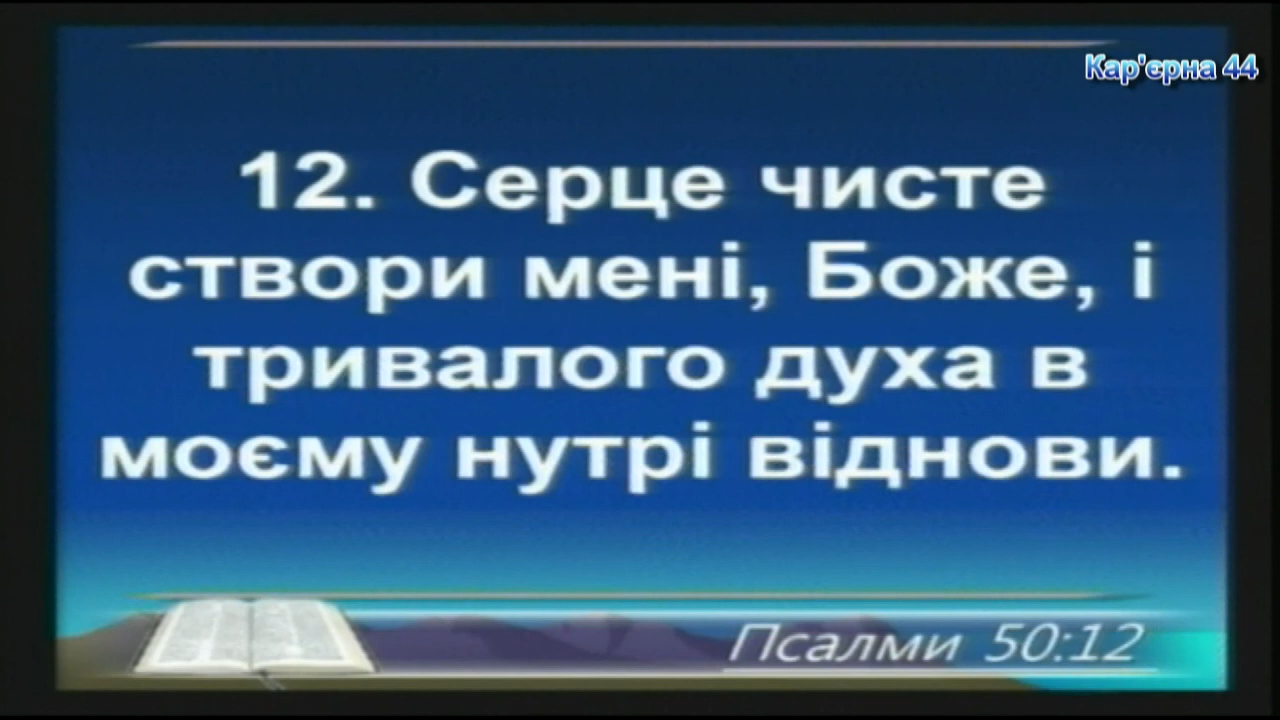 Кар'єрна 44
12. Серце чисте
створи мені, Боже, і
тривалого духа в
моєму нутрі віднови.
Псалми 50:12